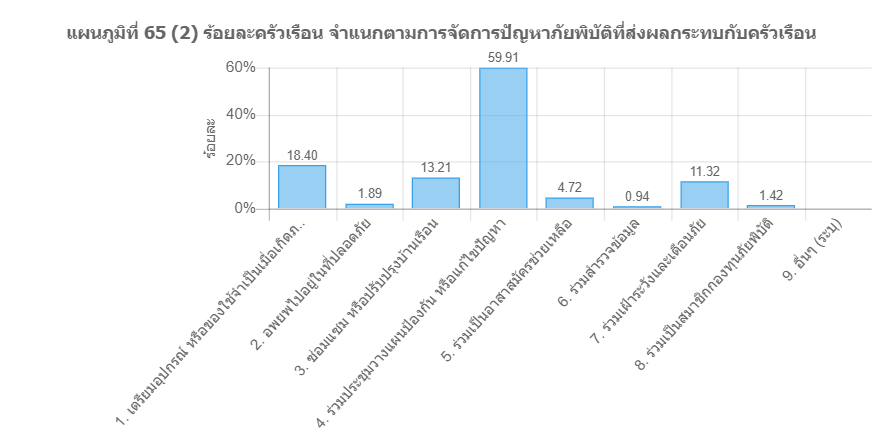 แผนภูมิที่ 65 (2) ร้อยละครัวเรือน จำแนกตามการจัดการปัญหาภัยพิบัติที่ส่งผลกระทบกับครัวเรือน
60%
40%
20%
0%
ร้อยละ
18.40
1.89
13.21
59.91
4.72
0.94
11.32
1.42
1. เตรียมอุปกรณ์ หรือของใช้จำเป็นเมื่อเกิดภ..
2. อพยพไปอยู่ในที่ปลอดภัย
3. ซ่อมแซม หรือปรับปรุงบ้านเรือน
4. ร่วมประชุมวางแผนป้องกัน หรือแก้ไขปัญหา
5. ร่วมเป็นอาสาสมัครช่วยเหลือ
6. ร่วมสำรวจข้อมูล
7. ร่วมเฝ้าระวังและเตือนภัย
8. ร่วมเป็นสมาชิกกองทุนภัยพิบัติ
9. อื่นๆ (ระบุ)